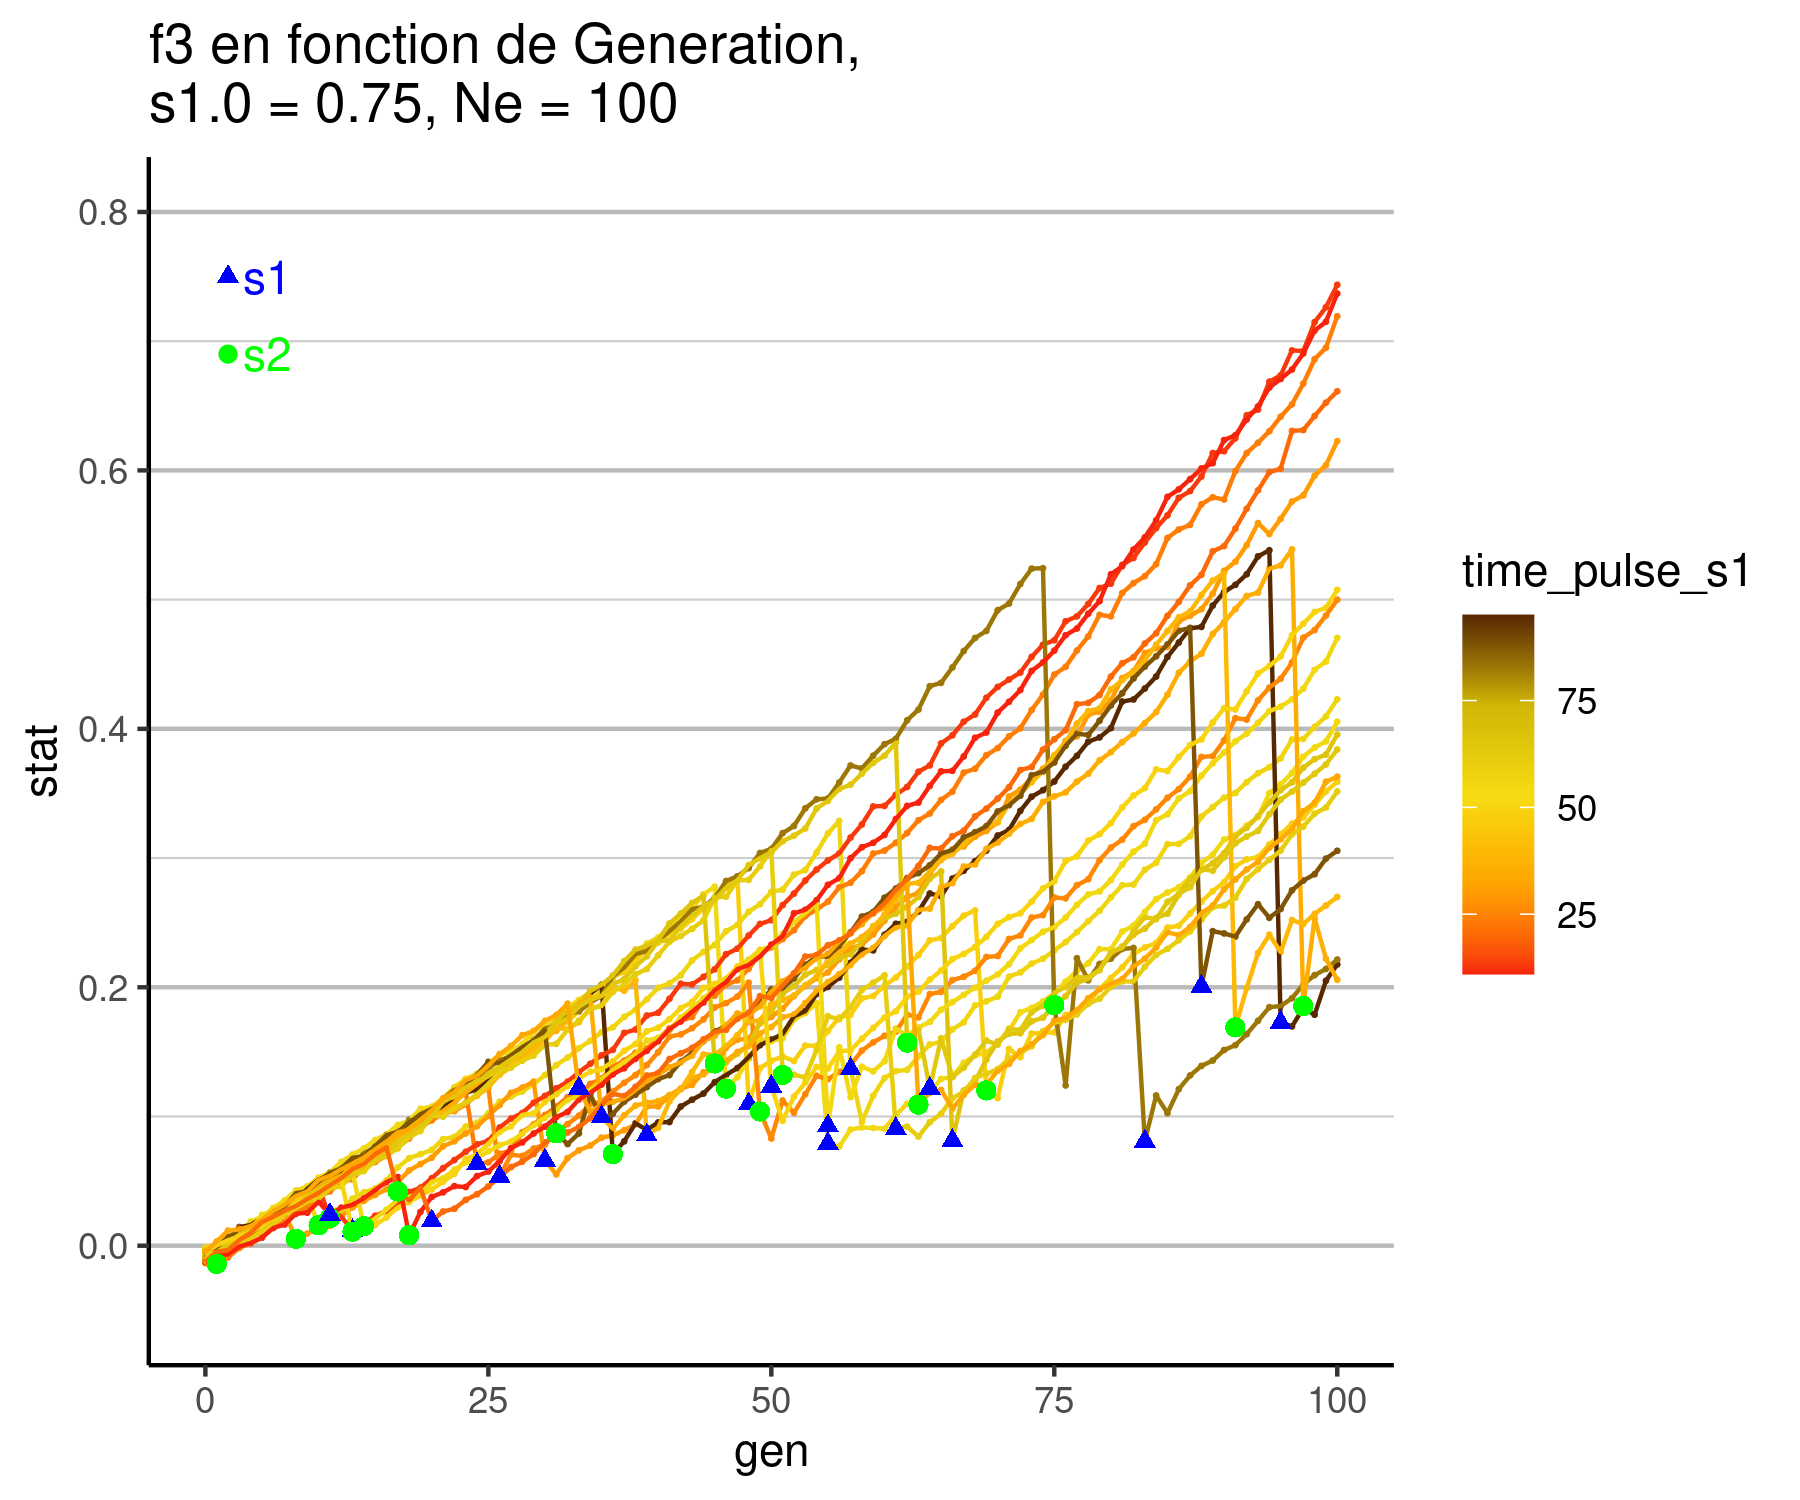 f3 en fonction de Generation,
s1.0 = 0.75, Ne = 100
0.8
0.6
0.4
0.2
0.0
stat
s1
s2
0 25 50 75 100
gen
time_pulse_s1
75
50
25